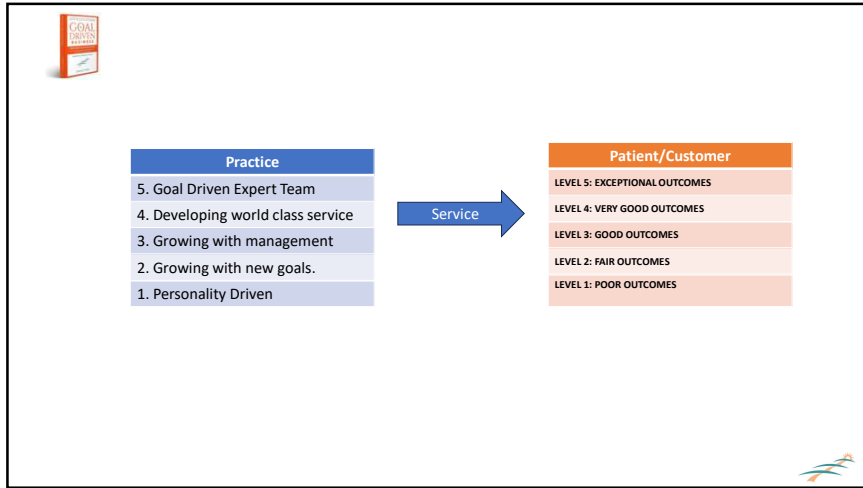 GOAL
DRIVEN
BUSINESS
Practice
5. Goal Driven Expert Team
4. Developing world class service
3. Growing with management
2. Growing with new goals.
1. Personality Driven
Service
Patient/Customer
LEVEL 5: EXCEPTIONAL OUTCOMES
LEVEL 4: VERY GOOD OUTCOMES
LEVEL 3: GOOD OUTCOMES
LEVEL 2: FAIR OUTCOMES
LEVEL 1: POOR OUTCOMES